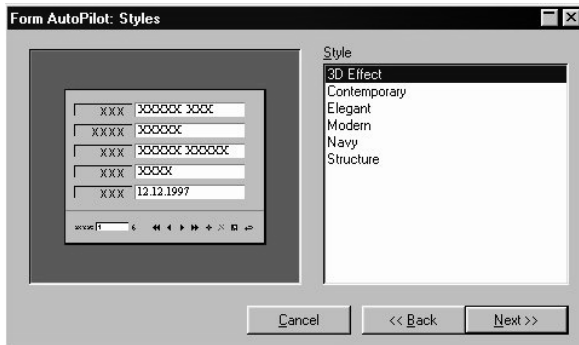 Form AutoPilot: Styles
Style
3D Effect
Contemporary
Elegant
Modern
Navy
Structure
XXX XXXXXX XXX
XXXX XXXXXX
XXX XXXXXX XXXXXX
XXX XXXX
XXX 12.12.1997
6
Cancel
<< Back
Next >>